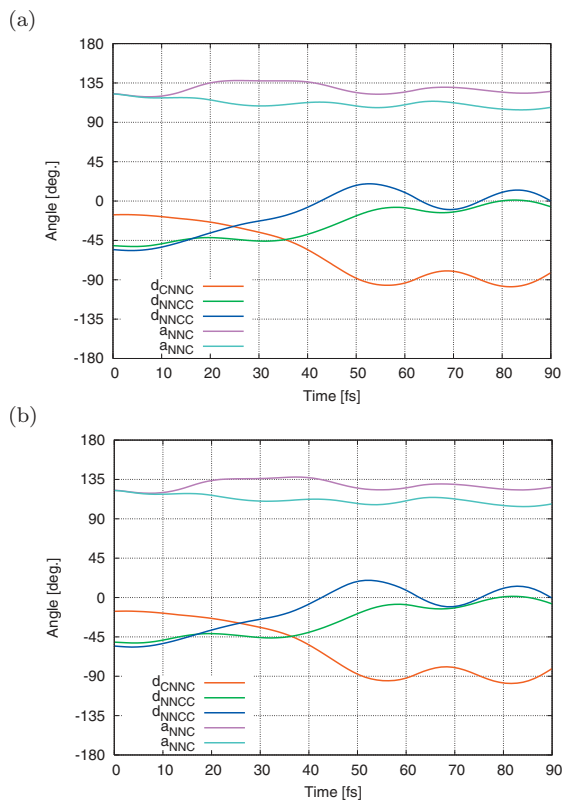 (a)
180
135
90
45
0
-45
-90
-135
-180
Angle [deg.]
dCNNC
dNNCC
dNNCC
aNNC
aNNC
0 10 20 30 40 50 60 70 80 90
Time [fs]
(b)
180
135
90
45
0
-45
-90
-135
-180
Angle [deg.]
dCNNC
dNNCC
dNNCC
aNNC
aNNC
0 10 20 30 40 50 60 70 80 90
Time [fs]